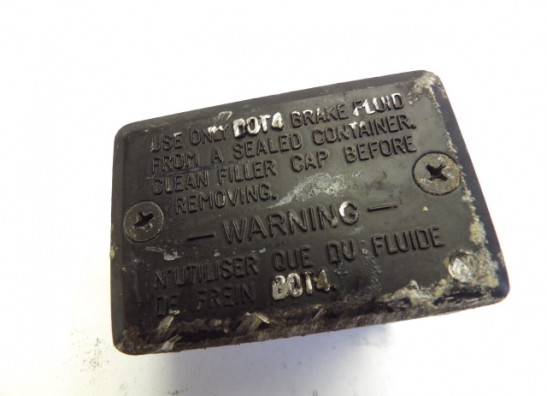 USE ONLY DOT4 BRAKE FLUID
FROM A SEALED CONTAINER.
CLEAN FILLER CAP BEFORE
REMOVING.
— WARNING —
N'UTILISER QUE DU FLUIDE
DE FREIN DOT4.